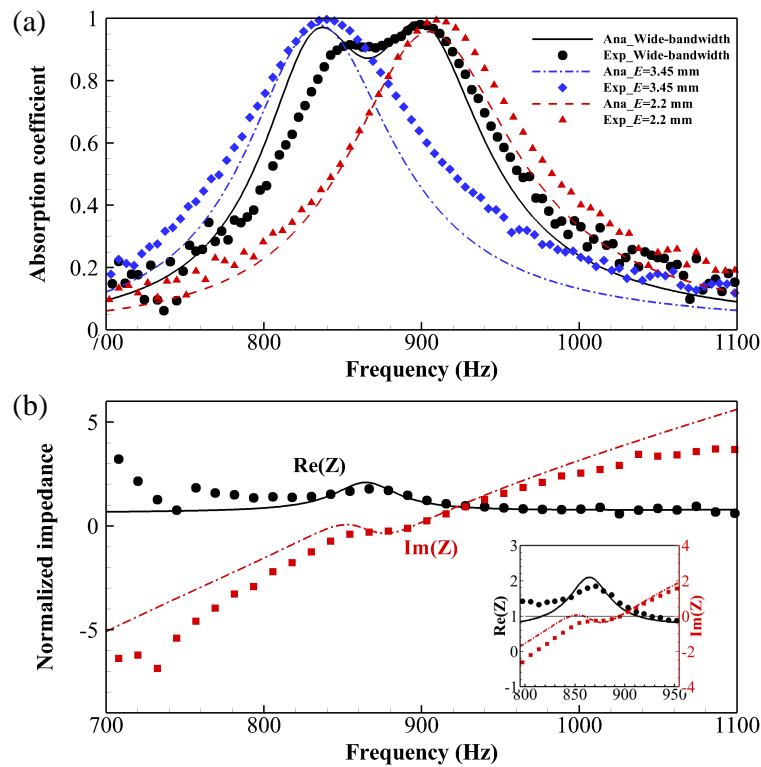 (a)
Absorption coefficient
1
0.8
0.6
0.4
0.2
0
Ana_Wide-bandwidth
Exp_Wide-bandwidth
Ana_E=3.45 mm
Exp_E=3.45 mm
Ana_E=2.2 mm
Exp_E=2.2 mm
700 800 900 1000 1100
Frequency (Hz)
(b)
Normalized impedance
5
0
-5
Re(Z)
Im(Z)
Re(Z)
3
2
1
0
-1
4
2
0
-2
-4
Im(Z)
800 850 900 950
700 800 900 1000 1100
Frequency (Hz)